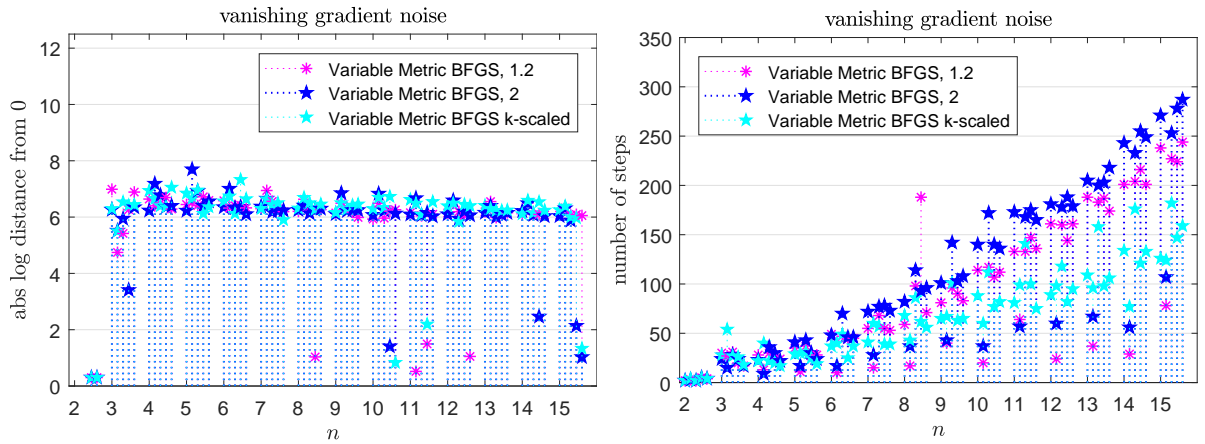 vanishing gradient noise
abs log distance from 0
12
10
8
6
4
2
0
Variable Metric BFGS, 1.2
Variable Metric BFGS, 2
Variable Metric BFGS k-scaled
2 3 4 5 6 7 8 9 10 11 12 13 14 15
n
vanishing gradient noise
number of steps
350
300
250
200
150
100
50
0
Variable Metric BFGS, 1.2
Variable Metric BFGS, 2
Variable Metric BFGS k-scaled
2 3 4 5 6 7 8 9 10 11 12 13 14 15
n